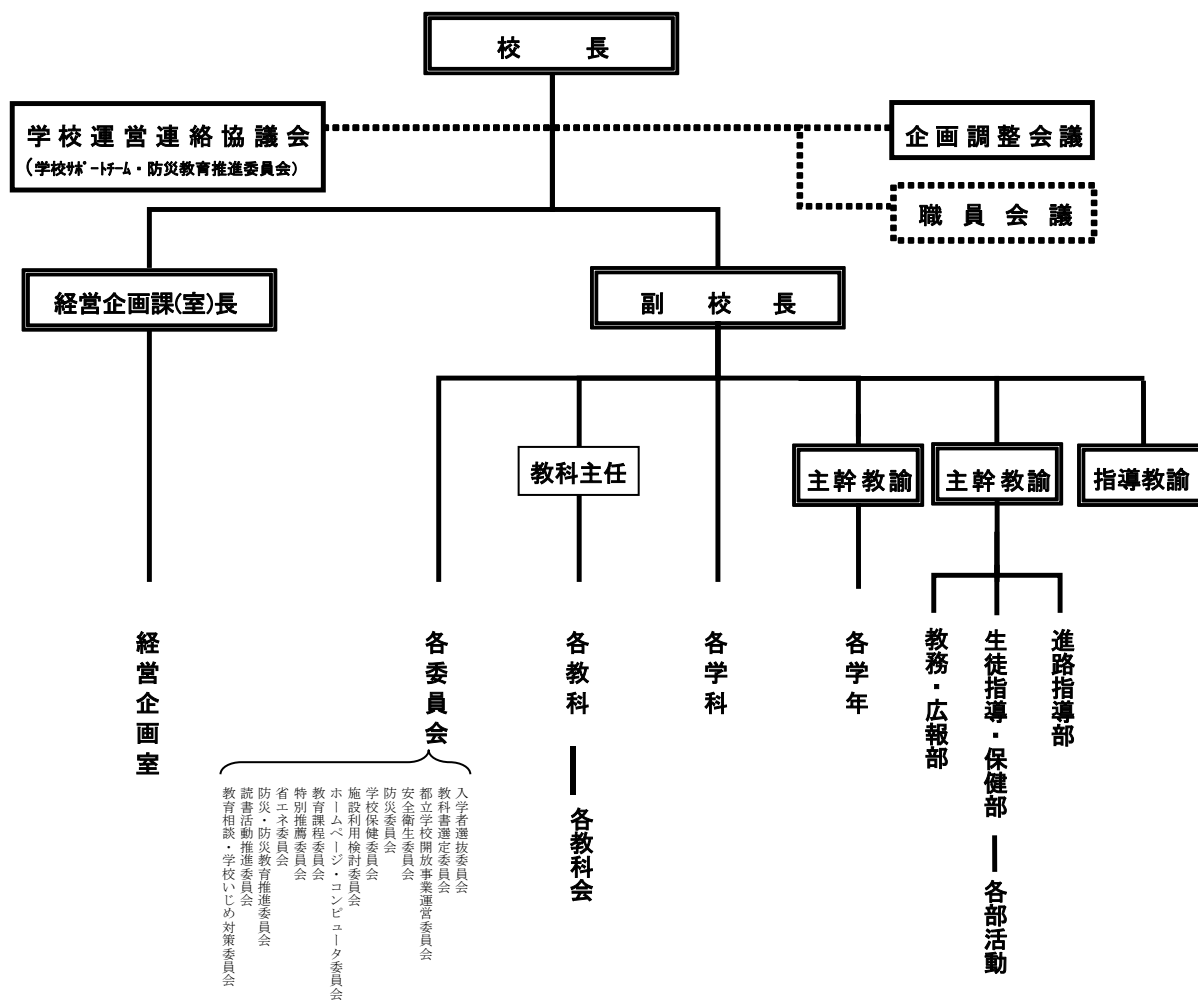 校長
学校運営連絡協議会
(学校ｻﾎﾟｰﾄﾁｰﾑ・防災教育推進委員会)
企画調整会議
職員会議
経営企画課(室)長
副校長
教科主任
主幹教諭
主幹教諭
指導教諭
経営企画室
各委員会
各教科
各教科会
各学科
各学年
教務・広報部
生徒指導・保健部
各部活動
進路指導部
入学者選抜委員会
教科書選定委員会
都立学校開放事業運営委員会
安全衛生委員会
防災委員会
学校保健委員会
施設利用検討委員会
ホームページ・コンピュータ委員会
教育課程委員会
特別推薦委員会
省エネ委員会
防災・防災教育推進委員会
読書活動推進委員会
教育相談・学校いじめ対策委員会